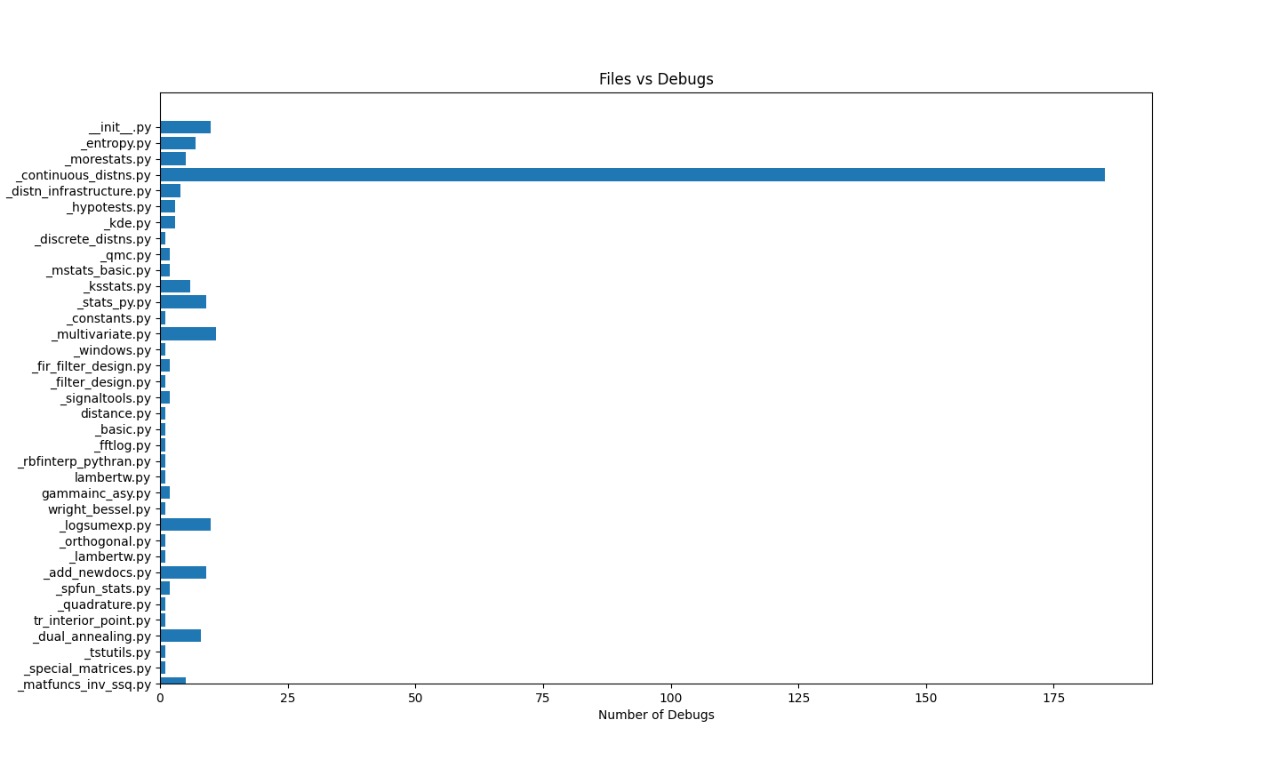 Files vs Debugs
__init__.py
_entropy.py
_morestats.py
_continuous_distns.py
_distn_infrastructure.py
_hypotests.py
_kde.py
_discrete_distns.py
_qmc.py
_mstats_basic.py
_ksstats.py
_stats_py.py
_constants.py
_multivariate.py
_windows.py
_fir_filter_design.py
_filter_design.py
_signaltools.py
distance.py
_basic.py
_fftlog.py
_rbfinterp_pythran.py
lambertw.py
gammainc_asy.py
wright_bessel.py
_logsumexp.py
_orthogonal.py
_lambertw.py
_add_newdocs.py
_spfun_stats.py
_quadrature.py
tr_interior_point.py
_dual_annealing.py
_tstutils.py
_special_matrices.py
_matfuncs_inv_ssq.py
0 25 50 75 100 125 150 175
Number of Debugs